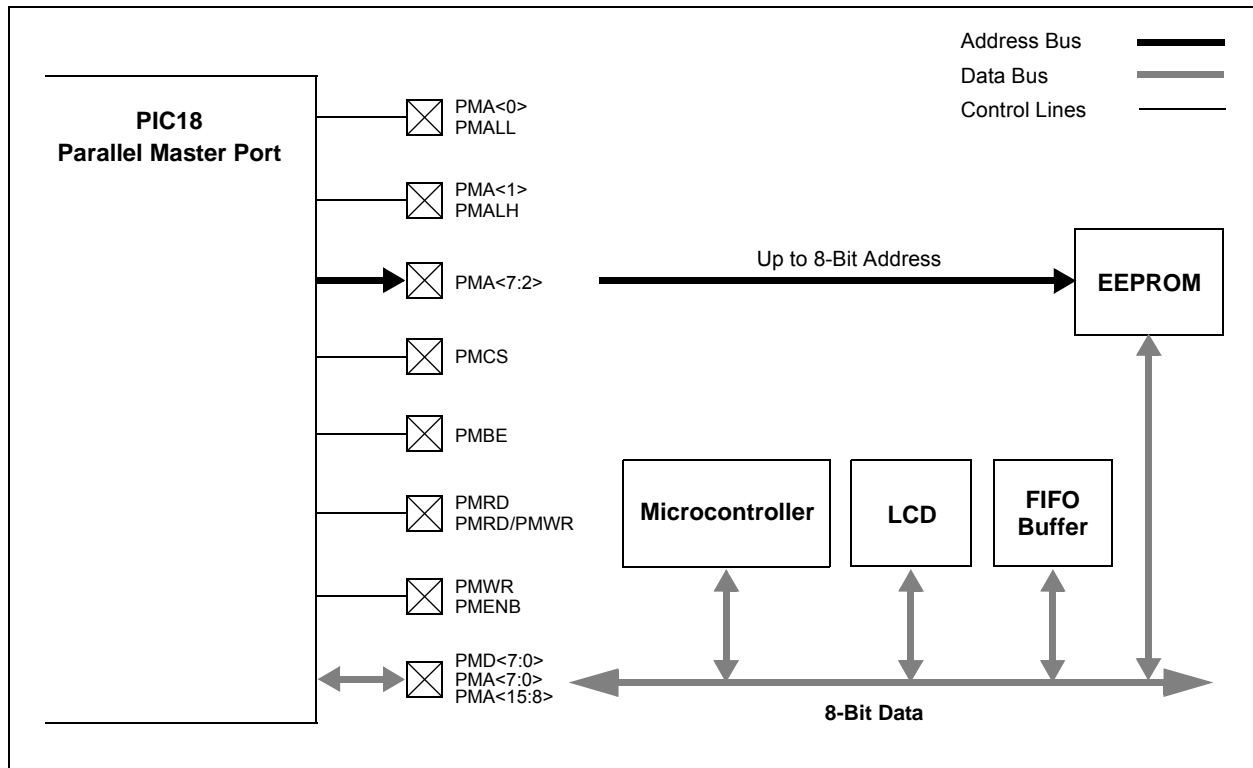 Address Bus
Data Bus
Control Lines
PIC18
Parallel Master Port
PMA<0>
PMALL
PMA<1>
PMALH
PMA<7:2>
Up to 8-Bit Address
EEPROM
PMCS
PMBE
PMRD
PMRD/PMWR
Microcontroller
LCD
FIFO
Buffer
PMWR
PMENB
PMD<7:0>
PMA<7:0>
PMA<15:8>
8-Bit Data